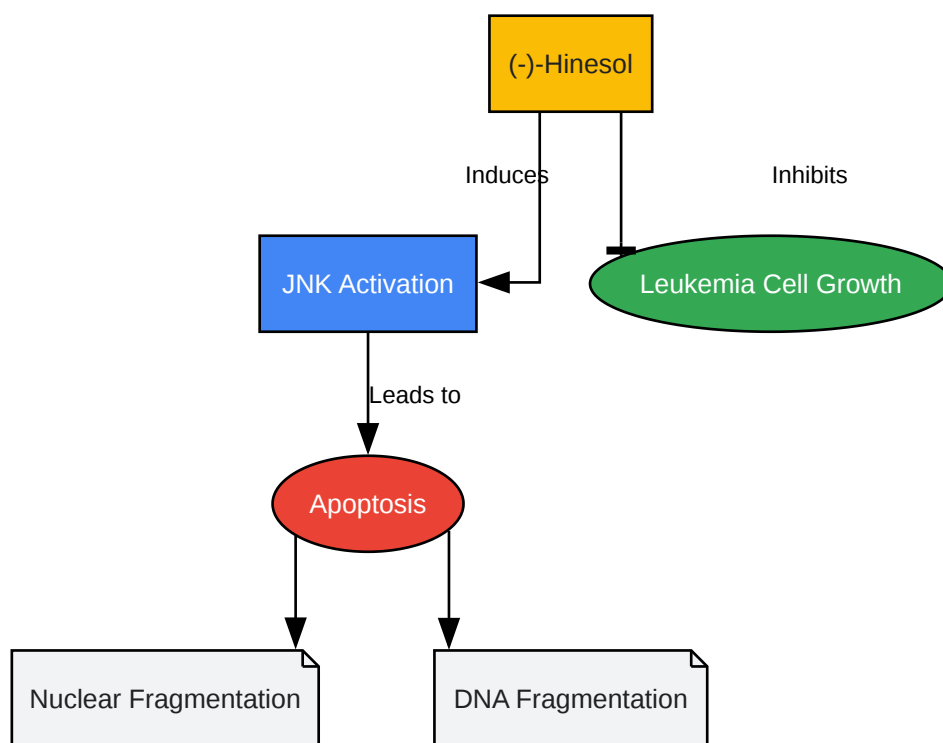 (-)-Hinesol
Induces
Inhibits
JNK Activation
Leukemia Cell Growth
Leads to
Apoptosis
Nuclear Fragmentation
DNA Fragmentation